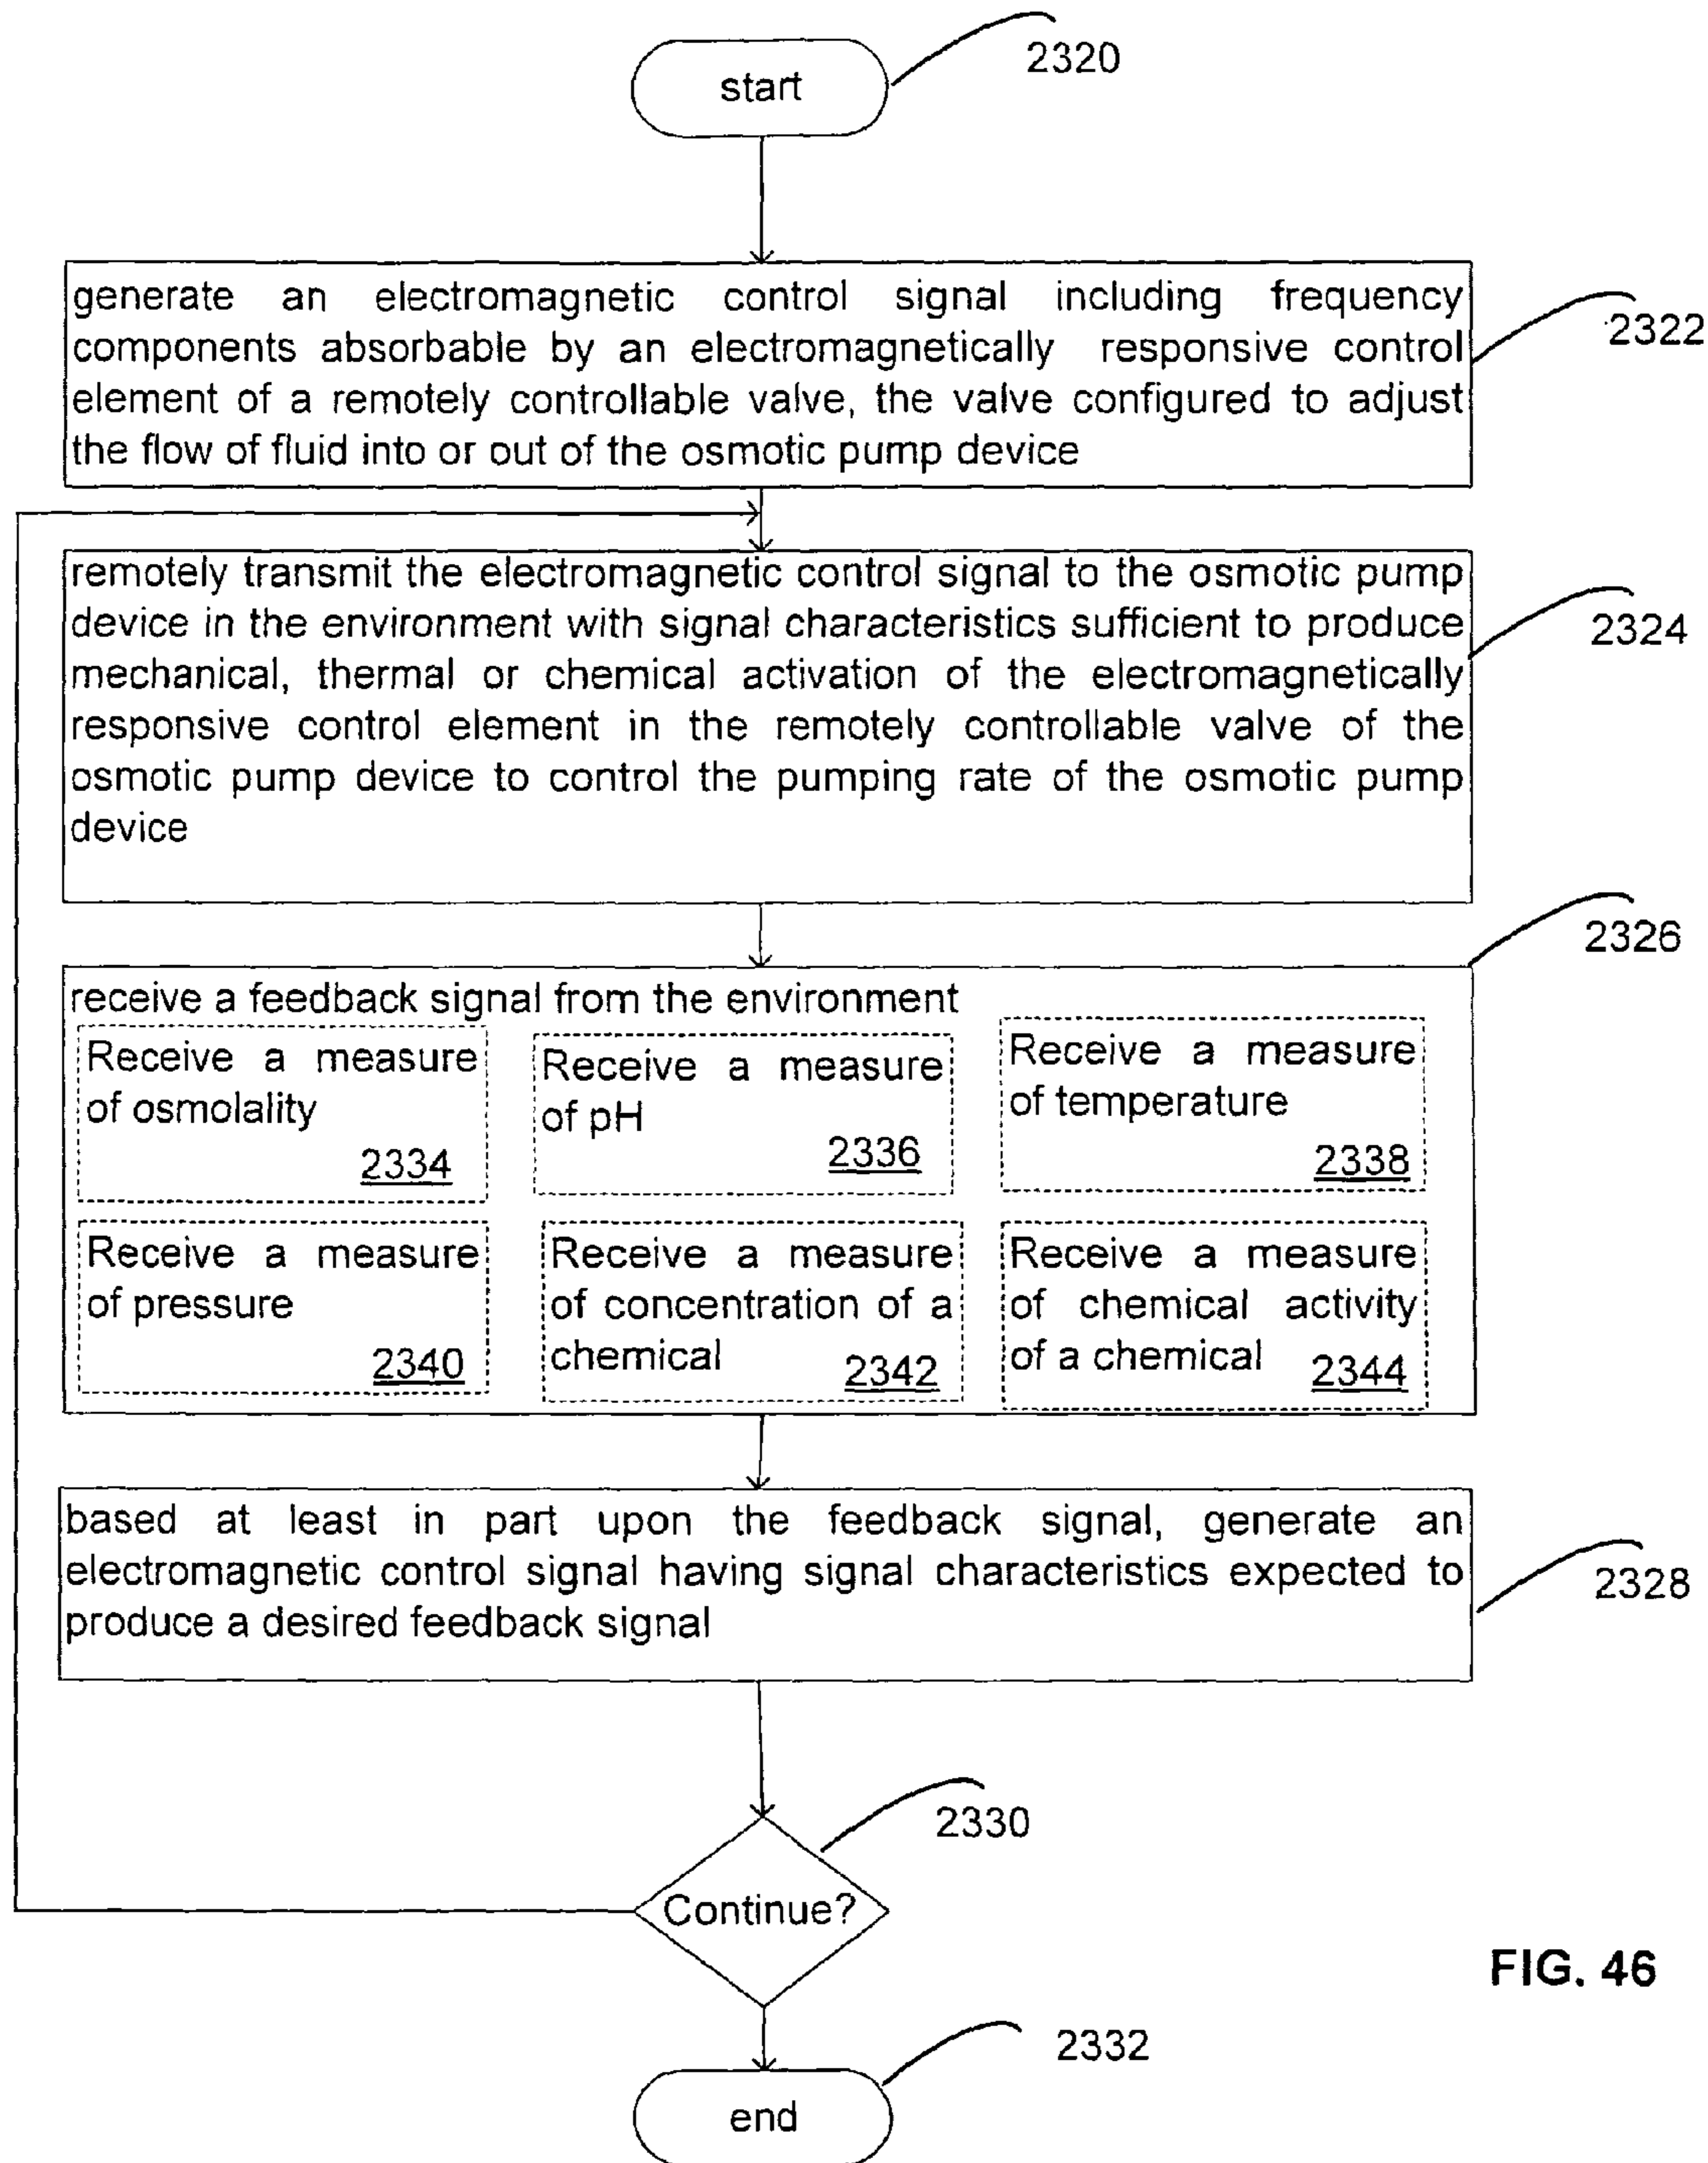 start
2320
generate an electromagnetic control signal including frequency
components absorbable by an electromagnetically responsive control
element of a remotely controllable valve, the valve configured to adjust
the flow of fluid into or out of the osmotic pump device
2322
remotely transmit the electromagnetic control signal to the osmotic pump
device in the environment with signal characteristics sufficient to produce
mechanical, thermal or chemical activation of the electromagnetically
responsive control element in the remotely controllable valve of the
osmotic pump device to control the pumping rate of the osmotic pump
device
2324
2326
receive a feedback signal from the environment
Receive a measure
of osmolality
2334
Receive a measure
of pH
2336
Receive a measure
of temperature
2338
Receive a measure
of pressure
2340
Receive a measure
of concentration of a
chemical
2342
Receive a measure
of chemical activity
of a chemical
2344
based at least in part upon the feedback signal, generate an
electromagnetic control signal having signal characteristics expected to
produce a desired feedback signal
2328
2330
Continue?
FIG. 46
2332
end